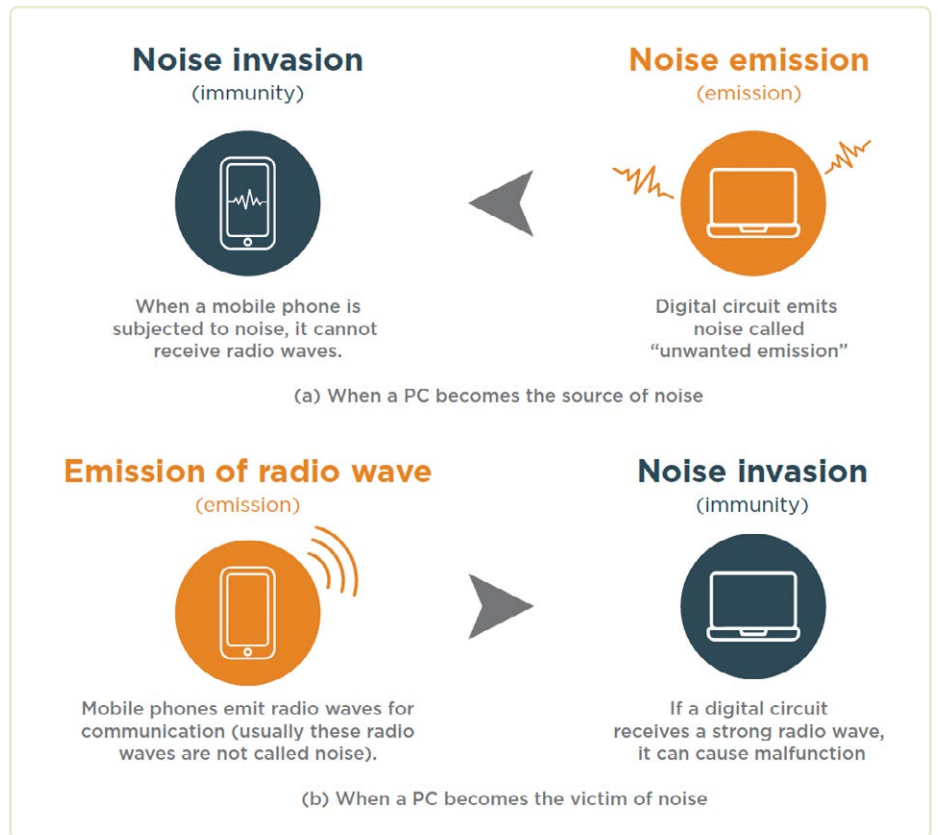 Noise invasion
(immunity)
When a mobile phone is
subjected to noise, it cannot
receive radio waves.
Noise emission
(emission)
Digital circuit emits
noise called
“unwanted emission”
(a) When a PC becomes the source of noise
Emission of radio wave
(emission)
Mobile phones emit radio waves for
communication (usually these radio
waves are not called noise).
Noise invasion
(immunity)
If a digital circuit
receives a strong radio wave,
it can cause malfunction
(b) When a PC becomes the victim of noise